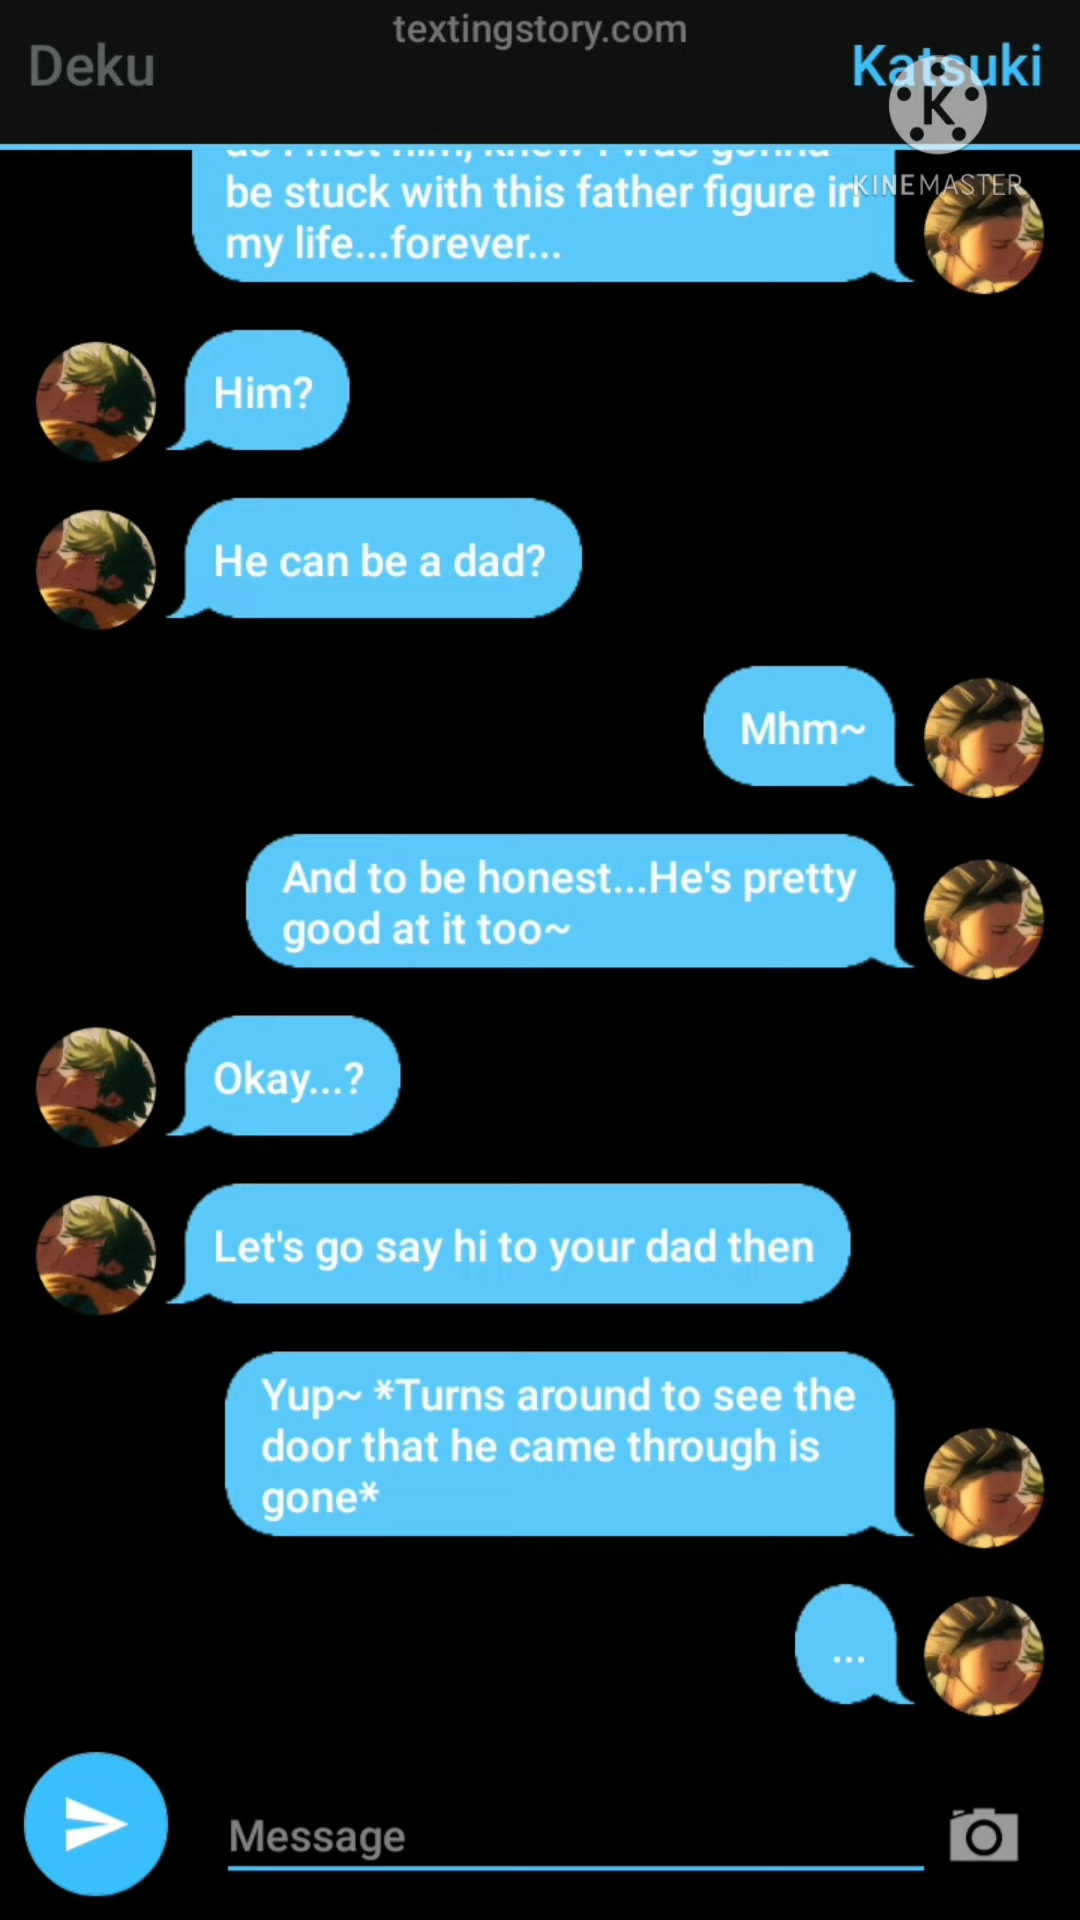 textingstory.com
Deku
Katsuki
K
KINEMASTER
be stuck with this father figure in
my life...forever...
Him?
He can be a dad?
Mhm~
And to be honest...He's pretty
good at it too~
Okay...?
Let's go say hi to your dad then
Yup~ *Turns around to see the
door that he came through is
gone*
...
Message